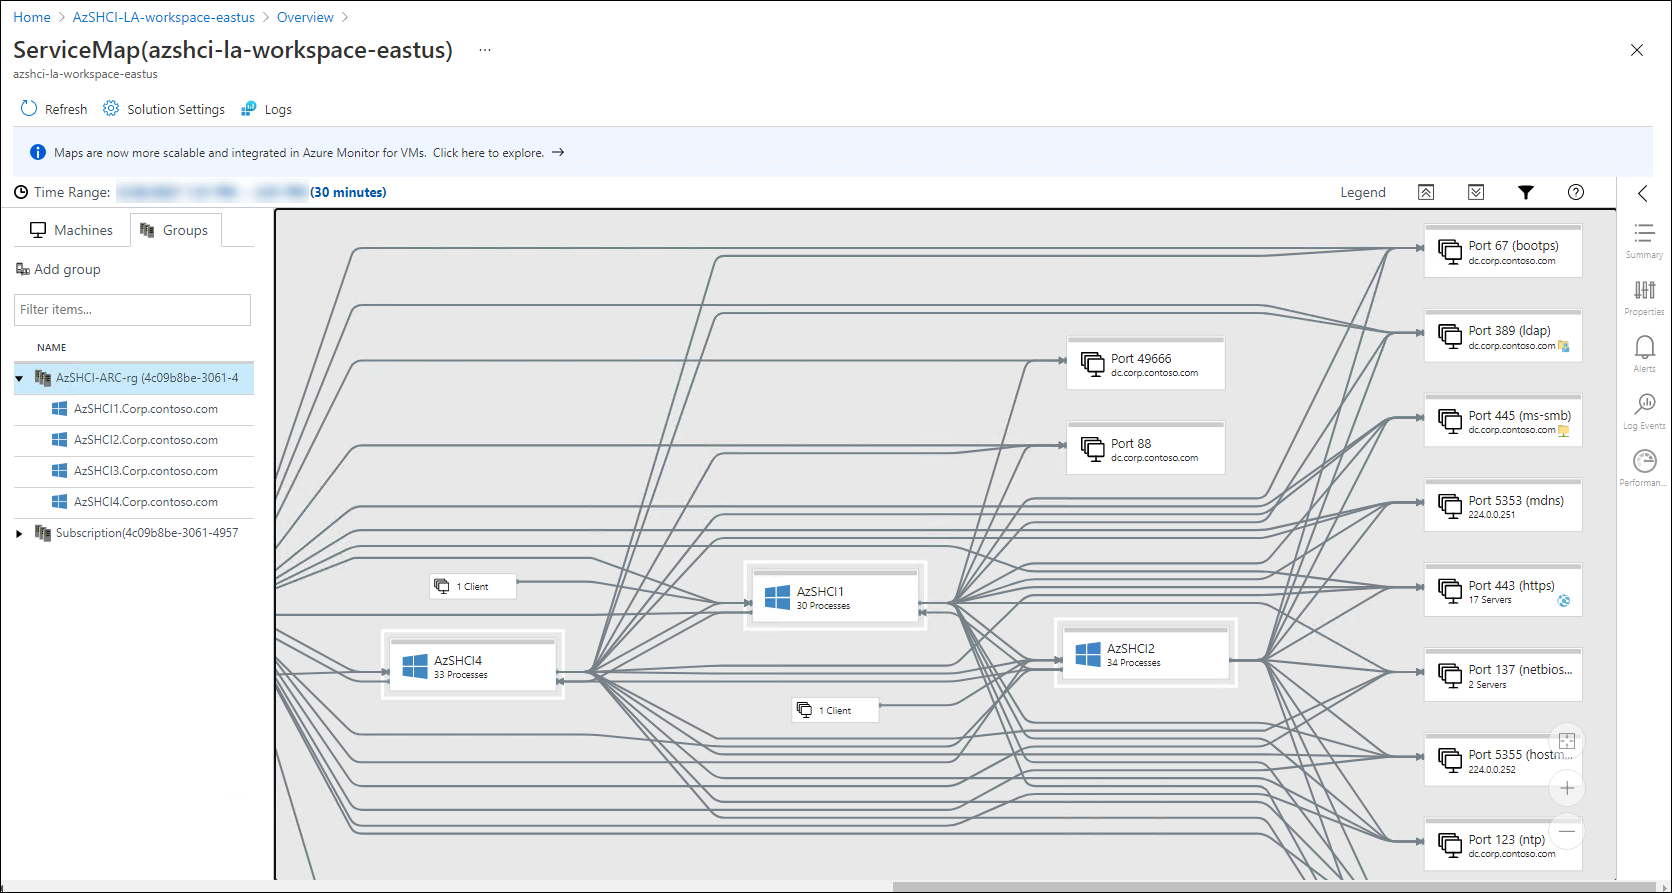 Home > AzSHCI-LA-workspace-eastus > Overview >
ServiceMap(azshci-la-workspace-eastus) ...
azshci-la-workspace-eastus
Refresh Solution Settings Logs
Maps are now more scalable and integrated in Azure Monitor for VMs. Click here to explore. →
Time Range: (30 minutes)
Legend
Machines Groups
Add group
Filter items...
NAME
AzSHCI-ARC-rg (4c09b8be-3061-4
AzSHCI1.Corp.contoso.com
AzSHCI2.Corp.contoso.com
AzSHCI3.Corp.contoso.com
AzSHCI4.Corp.contoso.com
Subscription(4c09b8be-3061-4957
1 Client
AzSHCI4
33 Processes
AzSHCI1
30 Processes
1 Client
Port 49666
dc.corp.contoso.com
Port 88
dc.corp.contoso.com
AzSHCI2
34 Processes
Port 67 (bootps)
dc.corp.contoso.com
Port 389 (ldap)
dc.corp.contoso.com
Port 445 (ms-smb)
dc.corp.contoso.com
Port 5353 (mdns)
224.0.0.251
Port 443 (https)
17 Servers
Port 137 (netbios...
2 Servers
Port 5355 (hostm...
224.0.0.252
Port 123 (ntp)
dc.corp.contoso.com
Summary
Properties
Alerts
Log Events
Performan...